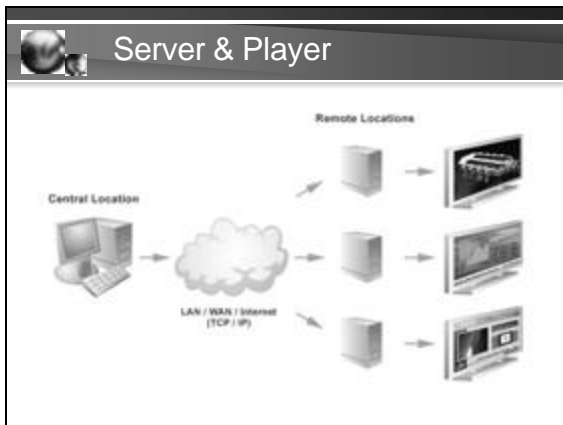 Server & Player
Remote Locations
Central Location
LAN / WAN / Internet
(TCP / IP)